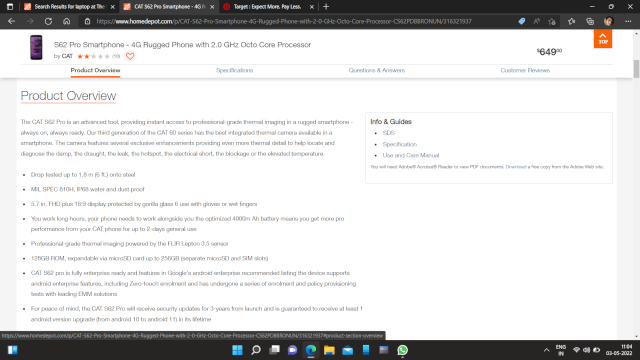 Search Results for laptop at The
CAT S62 Pro Smartphone - 4G R
Target : Expect More. Pay Less.
https://www.homedepot.com/p/CAT-S62-Pro-Smartphone-4G-Rugged-Phone-with-2-0-GHz-Octo-Core-Processor-CS62PDBBRONUN/316321937
S62 Pro Smartphone - 4G Rugged Phone with 2.0 GHz Octo Core Processor
by CAT
$64900
TOP
Product Overview
Specifications
Questions & Answers
Customer Reviews
Product Overview
The CAT S62 Pro is an advanced tool, providing instant access to professional-grade thermal imaging in a rugged smartphone -
always on, always ready. Our third generation of the CAT 60 series has the best integrated thermal camera available in a
smartphone. The camera features several exclusive enhancements providing even more thermal detail to help locate and
diagnose the damp, the draught, the leak, the hotspot, the electrical short, the blockage or the elevated temperature.
• Drop tested up to 1.8 m (6 ft.) onto steel
• MIL SPEC 810H, IP68 water and dust proof
• 5.7 in. FHD plus 18:9 display protected by gorilla glass 6 use with gloves or wet fingers
• You work long hours, your phone needs to work alongside you the optimized 4000m Ah battery means you get more pro
performance from your CAT phone for up to 2-days general use
• Professional-grade thermal imaging powered by the FLIR Lepton 3.5 sensor
• 128GB ROM, expandable via microSD card up to 256GB (separate microSD and SIM slots)
• CAT S62 pro is fully enterprise ready and features in Google's android enterprise recommended listing the device supports
android enterprise features, including Zero-touch enrolment and has undergone a series of enrolment and policy provisioning
tests with leading EMM solutions
• For peace of mind, the CAT S62 Pro will receive security updates for 3-years from launch and is guaranteed to receive at least 1
android version upgrade (from android 10 to android 11) in its lifetime
Info & Guides
• SDS
• Specification
• Use and Care Manual
You will need Adobe® Acrobat® Reader to view PDF documents. Download a free copy from the Adobe Web site.
https://www.homedepot.com/p/CAT-S62-Pro-Smartphone-4G-Rugged-Phone-with-2-0-GHz-Octo-Core-Processor-CS62PDBBRONUN/316321937#product-section-overview
ENG
IN
11:04
03-05-2022